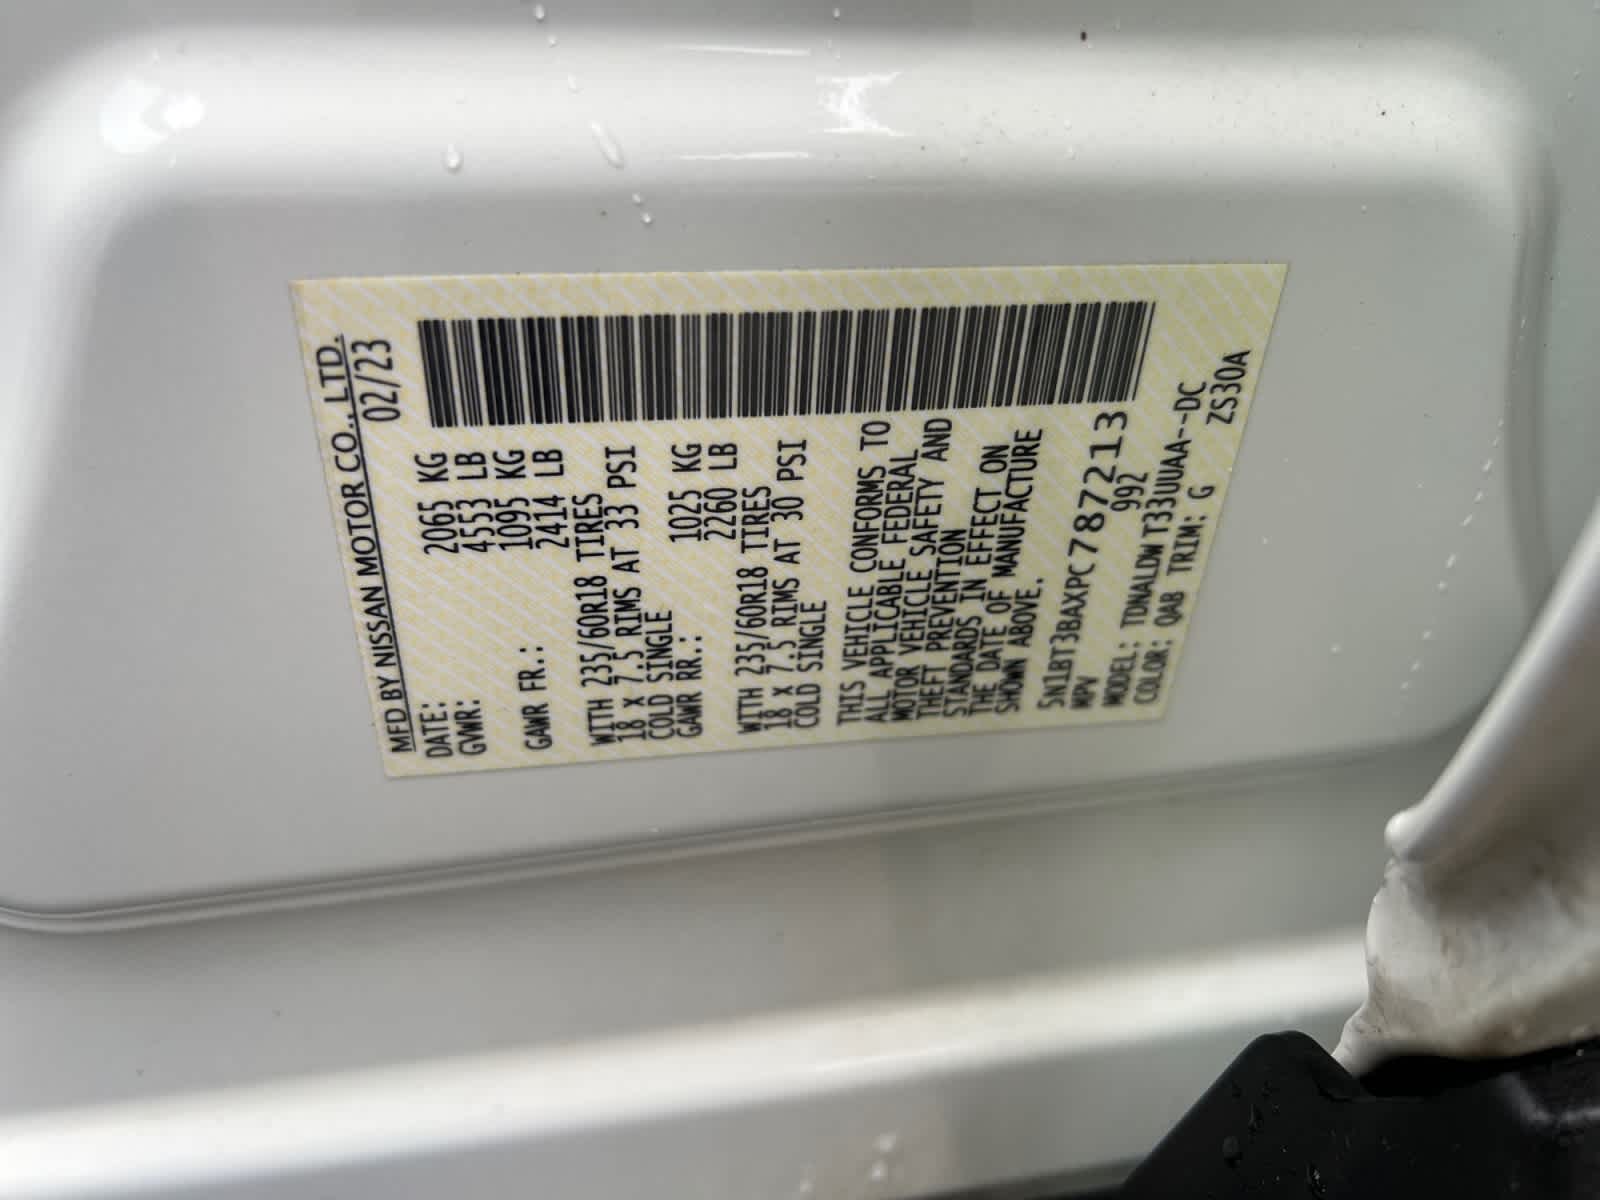 MFD BY NISSAN MOTOR CO., LTD.
DATE: 02/23
GVWR: 2065 KG
4553 LB
GAWR FR.: 1095 KG
2414 LB
WITH 235/60R18 TIRES
18 x 7.5 RIMS AT 33 PSI
COLD SINGLE
GAWR RR.: 1025 KG
2260 LB
WITH 235/60R18 TIRES
18 x 7.5 RIMS AT 30 PSI
COLD SINGLE
THIS VEHICLE CONFORMS TO
ALL APPLICABLE FEDERAL
MOTOR VEHICLE SAFETY AND
THEFT PREVENTION
STANDARDS IN EFFECT ON
THE DATE OF MANUFACTURE
SHOWN ABOVE.
5N1BT3BAXPC787213
MPV 992
MODEL: TDNALDWT33UUAA--DC
COLOR: QAB TRIM: G ZS30A